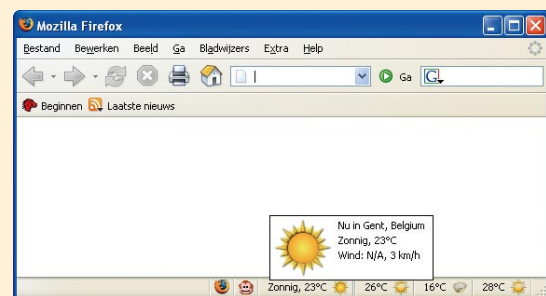 Mozilla Firefox
Bestand Bewerken Beeld Ga Bladwijzers Extra Help
Ga G
Beginnen Laatste nieuws
Nu in Gent, Belgium
Zonnig, 23°C
Wind: N/A, 3 km/h
Zonnig, 23°C 26°C 16°C 28°C